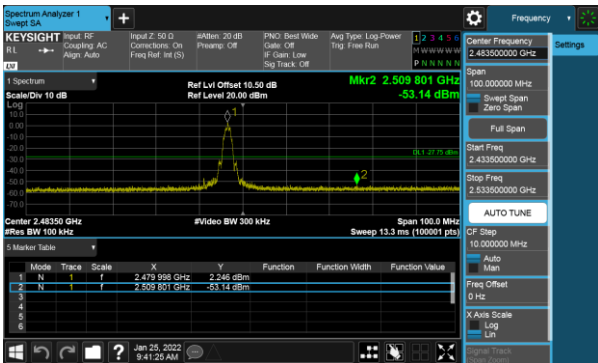 Spectrum Analyzer 1
Swept SA
+
Frequency
KEYSIGHT
RL
Input: RF
Coupling: AC
Align: Auto
Input Z: 50 Ω
Corrections: On
Freq Ref: Int (S)
#Atten: 20 dB
Preamp: Off
PNO: Best Wide
Gate: Off
IF Gain: Low
Sig Track: Off
Avg Type: Log-Power
Trig: Free Run
1 2 3 4 5 6
M W W W W W
P N N N N N
1 Spectrum
Scale/Div 10 dB
Ref Lvl Offset 10.50 dB
Ref Level 20.00 dBm
Mkr2 2.509 801 GHz
-53.14 dBm
Log
10.0
0.00
-10.0
-20.0
-30.0
-40.0
-50.0
-60.0
-70.0
1
DL1 -27.75 dBm
2
Center 2.48350 GHz
#Res BW 100 kHz
#Video BW 300 kHz
Span 100.0 MHz
Sweep 13.3 ms (100001 pts)
5 Marker Table
Mode Trace Scale X Y Function Function Width Function Value
1 N 1 f 2.479 998 GHz 2.246 dBm
2 N 1 f 2.509 801 GHz -53.14 dBm
3
4
5
6
?
Jan 25, 2022
9:41:25 AM
Center Frequency
2.483500000 GHz
Span
100.000000 MHz
Swept Span
Zero Span
Full Span
Start Freq
2.433500000 GHz
Stop Freq
2.533500000 GHz
AUTO TUNE
CF Step
10.000000 MHz
Auto
Man
Freq Offset
0 Hz
X Axis Scale
Log
Lin
Signal Track
(Span Zoom)
Settings